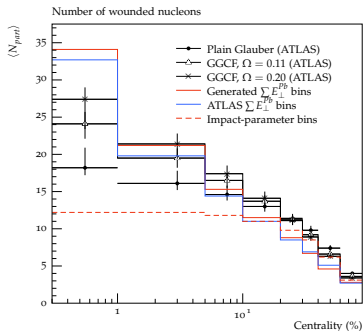 Number of wounded nucleons
⟨N_part⟩
Plain Glauber (ATLAS)
GGCF, Ω = 0.11 (ATLAS)
GGCF, Ω = 0.20 (ATLAS)
Generated ∑ E_⊥^Pb bins
ATLAS ∑ E_⊥^Pb bins
Impact-parameter bins
35
30
25
20
15
10
5
0
1
10^1
Centrality (%)